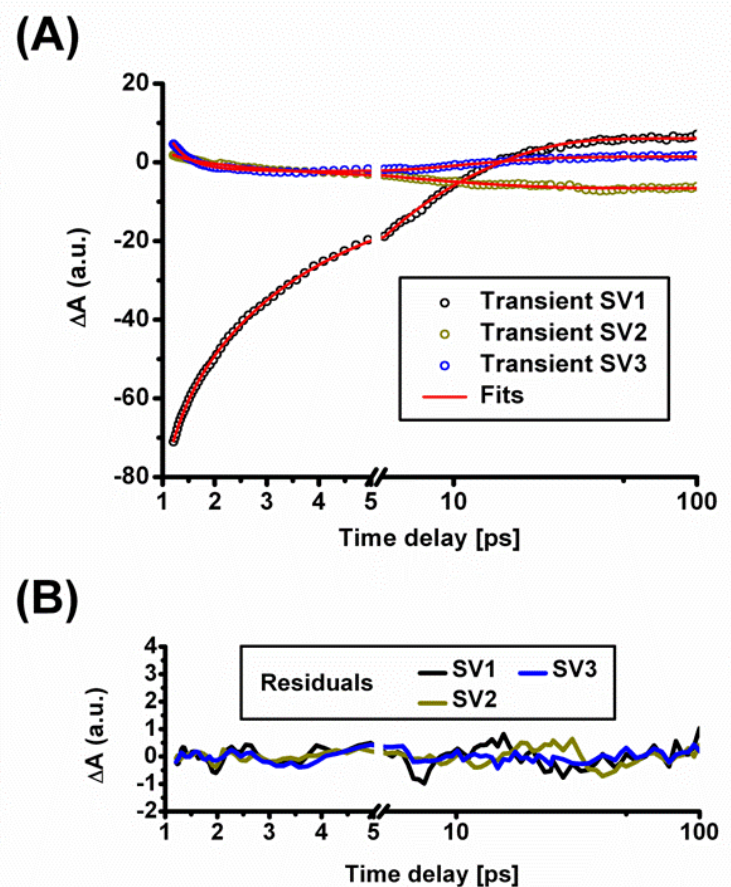 (A)
20
0
-20
-40
-60
-80
ΔA (a.u.)
Transient SV1
Transient SV2
Transient SV3
Fits
1 2 3 4 5 10 100
Time delay [ps]
(B)
4
3
2
1
0
-1
-2
ΔA (a.u.)
Residuals
SV1 SV3
SV2
1 2 3 4 5 10 100
Time delay [ps]